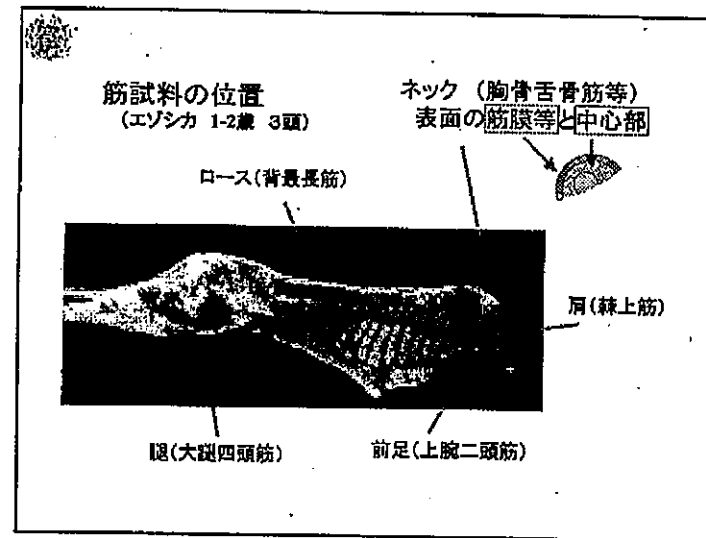 筋試料の位置
(エゾシカ 1-2歳 3頭)
ネック (胸骨舌骨筋等)
表面の筋膜等と中心部
ロース(背最長筋)
肩(棘上筋)
腿(大腿四頭筋)
前足(上腕二頭筋)